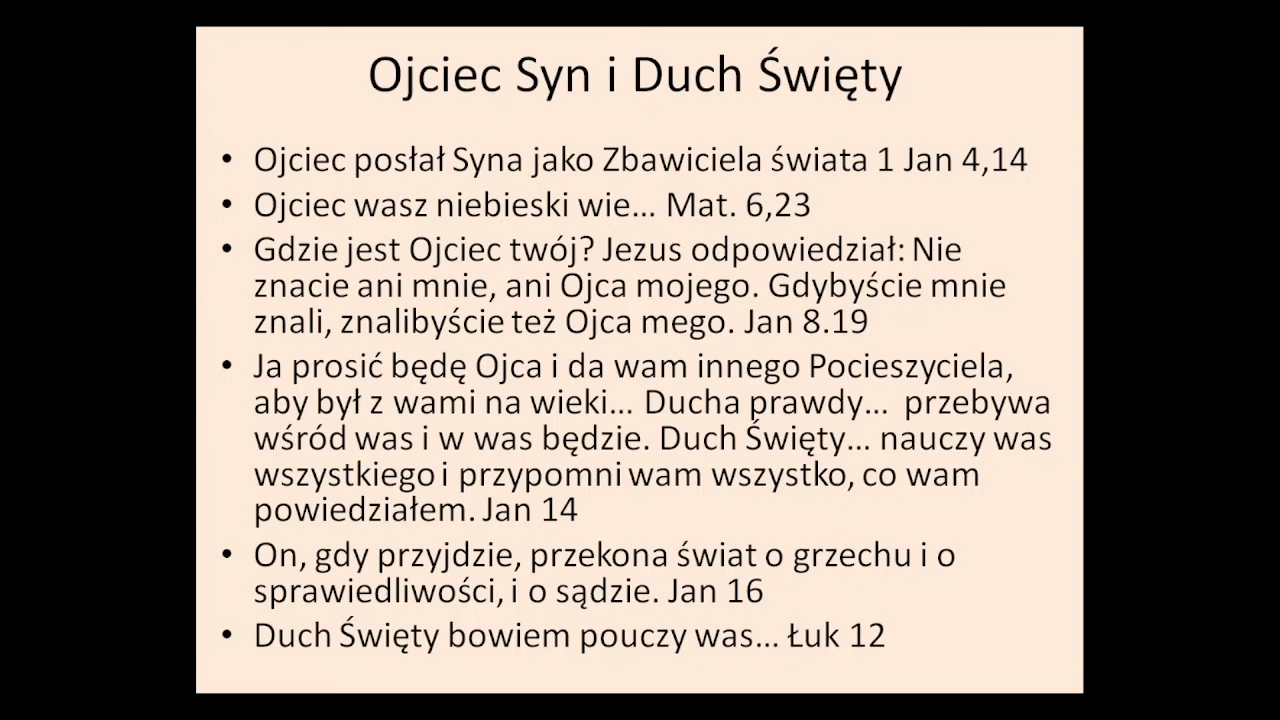 Ojciec Syn i Duch Święty
• Ojciec posłał Syna jako Zbawiciela świata 1 Jan 4,14
• Ojciec wasz niebieski wie... Mat. 6,23
• Gdzie jest Ojciec twój? Jezus odpowiedział: Nie
znacie ani mnie, ani Ojca mojego. Gdybyście mnie
znali, znalibyście też Ojca mego. Jan 8.19
• Ja prosić będę Ojca i da wam innego Pocieszyciela,
aby był z wami na wieki... Ducha prawdy... przebywa
wśród was i w was będzie. Duch Święty... nauczy was
wszystkiego i przypomni wam wszystko, co wam
powiedziałem. Jan 14
• On, gdy przyjdzie, przekona świat o grzechu i o
sprawiedliwości, i o sądzie. Jan 16
• Duch Święty bowiem pouczy was... Łuk 12